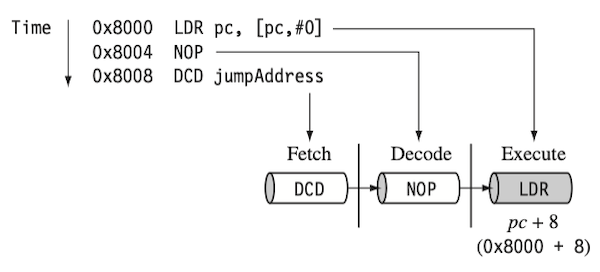 Time 0x8000 LDR pc, [pc,#0]
0x8004 NOP
0x8008 DCD jumpAddress
Fetch Decode Execute
DCD NOP LDR
pc + 8
(0x8000 + 8)